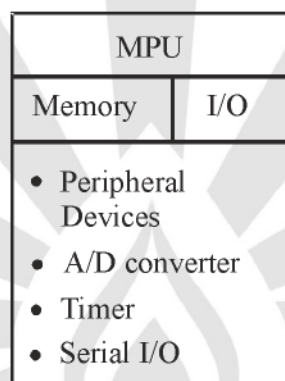 MPU
Memory I/O
• Peripheral
Devices
• A/D converter
• Timer
• Serial I/O